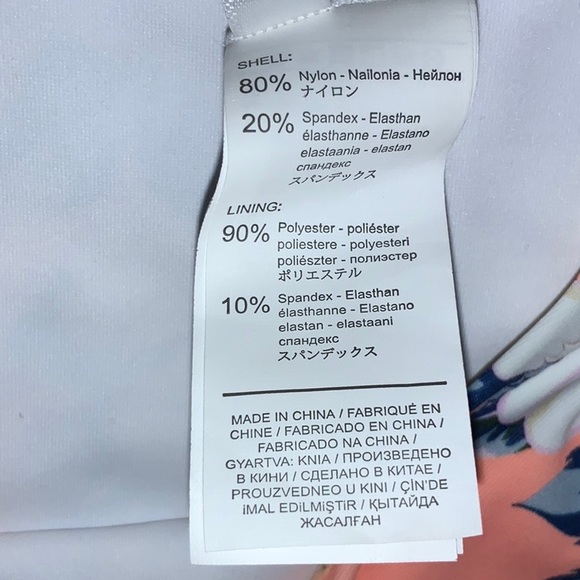 SHELL:
80% Nylon - Nailonia - Нейлон
ナイロン
20% Spandex - Elasthan
élasthanne - Elastano
elastaania - elastan
спандекс
スパンデックス
LINING:
90% Polyester - poliéster
poliestere - polyesteri
poliészter - полиэстер
ポリエステル
10% Spandex - Elasthan
élasthanne - Elastano
elastan - elastaani
спандекс
スパンデックス
MADE IN CHINA / FABRIQUÉ EN
CHINE / FABRICADO EN CHINA /
FABRICADO NA CHINA /
GYARTVA: KNIA / ПРОИЗВЕДЕНО
В КИНИ / СДЕЛАНО В КИТАЕ /
PROUZVEDNEO U KINI / ÇİN'DE
İMAL EDİLMİŞTİR / ҚЫТАЙДА
ЖАСАЛҒАН